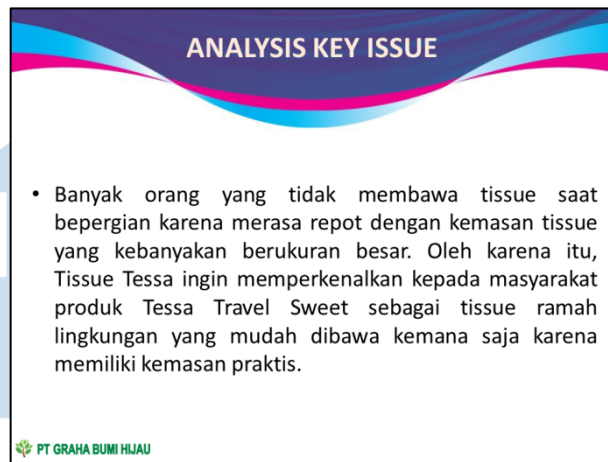 ANALYSIS KEY ISSUE
• Banyak orang yang tidak membawa tissue saat
bepergian karena merasa repot dengan kemasan tissue
yang kebanyakan berukuran besar. Oleh karena itu,
Tissue Tessa ingin memperkenalkan kepada masyarakat
produk Tessa Travel Sweet sebagai tissue ramah
lingkungan yang mudah dibawa kemana saja karena
memiliki kemasan praktis.
PT GRAHA BUMI HIJAU